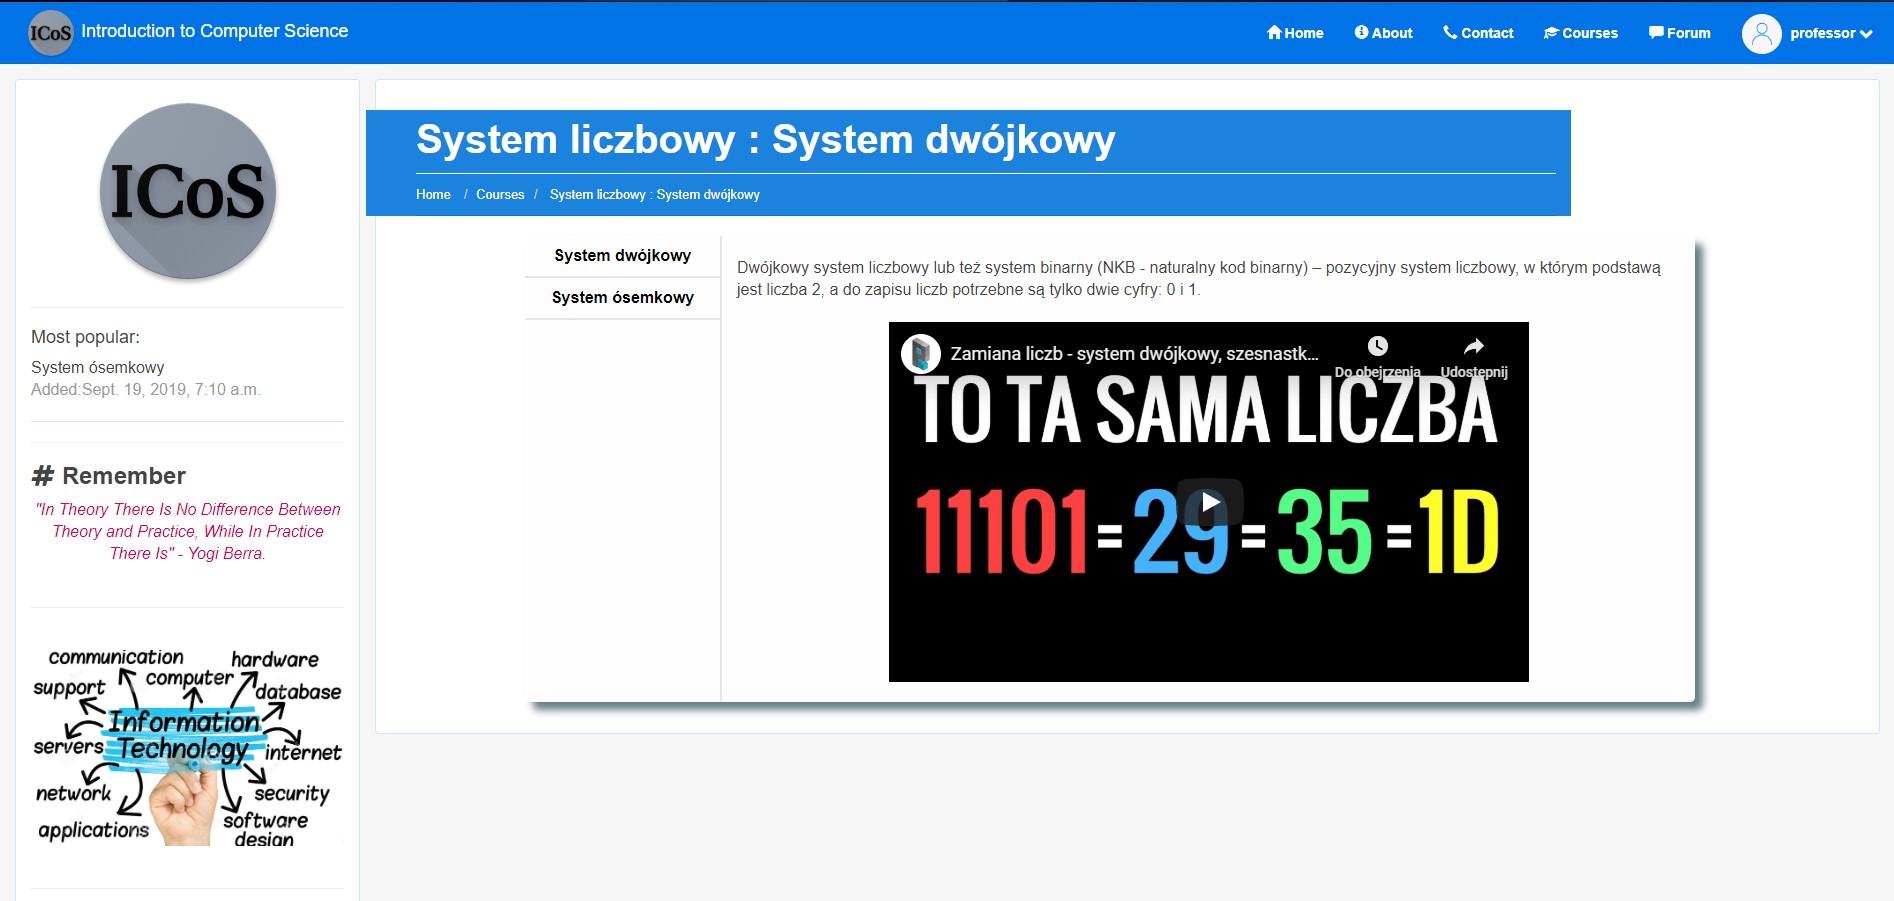 ICoS Introduction to Computer Science
Home About Contact Courses Forum professor
ICoS
Most popular:
System ósemkowy
Added:Sept. 19, 2019, 7:10 a.m.
# Remember
"In Theory There Is No Difference Between
Theory and Practice, While In Practice
There Is" - Yogi Berra.
communication
hardware
computer
support
database
Information
Technology
servers
internet
network
security
applications
software
design
System liczbowy : System dwójkowy
Home / Courses / System liczbowy : System dwójkowy
System dwójkowy
System ósemkowy
Dwójkowy system liczbowy lub też system binarny (NKB - naturalny kod binarny) – pozycyjny system liczbowy, w którym podstawą
jest liczba 2, a do zapisu liczb potrzebne są tylko dwie cyfry: 0 i 1.
Zamiana liczb - system dwójkowy, szesnastk...
Do obejrzenia Udostępnij
TO TA SAMA LICZBA
11101=29=35=1D